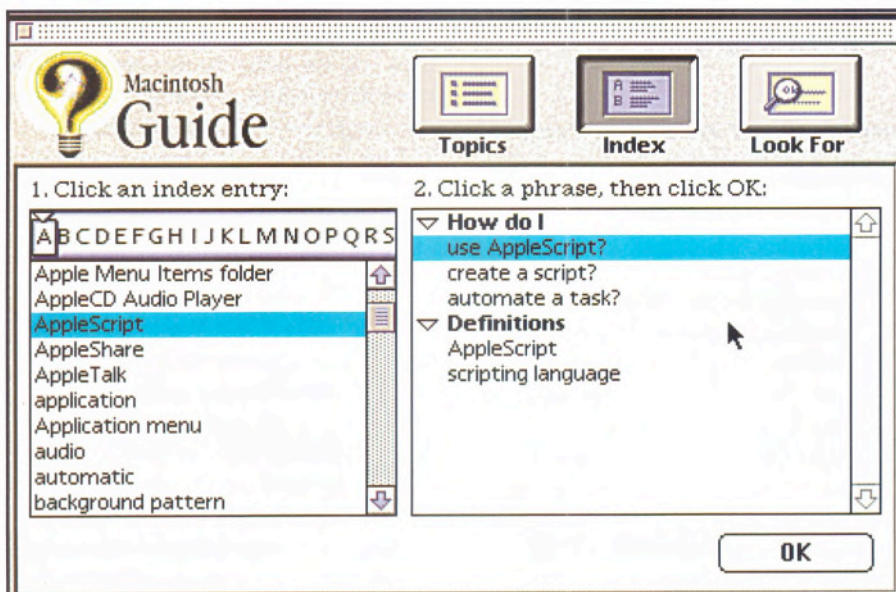 Macintosh
Guide
Topics
Index
Look For
1. Click an index entry:
A B C D E F G H I J K L M N O P Q R S
Apple Menu Items folder
AppleCD Audio Player
AppleScript
AppleShare
AppleTalk
application
Application menu
audio
automatic
background pattern
2. Click a phrase, then click OK:
How do I
use AppleScript?
create a script?
automate a task?
Definitions
AppleScript
scripting language
OK